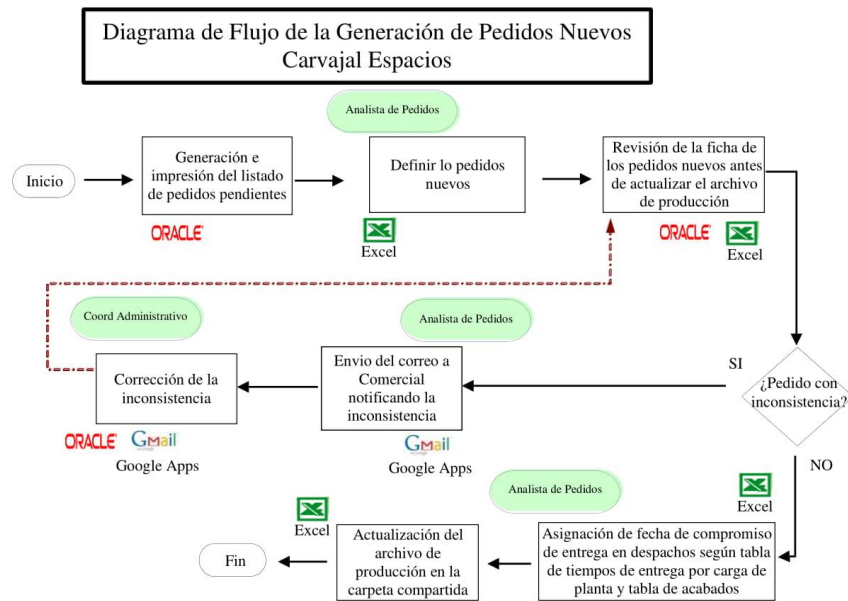 Diagrama de Flujo de la Generación de Pedidos Nuevos
Carvajal Espacios
Analista de Pedidos
Inicio
Generación e
impresión del listado
de pedidos pendientes
ORACLE
Definir lo pedidos
nuevos
Excel
Revisión de la ficha de
los pedidos nuevos antes
de actualizar el archivo
de producción
ORACLE
Excel
¿Pedido con
inconsistencia?
SI
Analista de Pedidos
Envio del correo a
Comercial
notificando la
inconsistencia
Gmail
Google Apps
Coord Administrativo
Corrección de la
inconsistencia
ORACLE
Gmail
Google Apps
NO
Excel
Analista de Pedidos
Asignación de fecha de compromiso
de entrega en despachos según tabla
de tiempos de entrega por carga de
planta y tabla de acabados
Excel
Actualización del
archivo de
producción en la
carpeta compartida
Fin